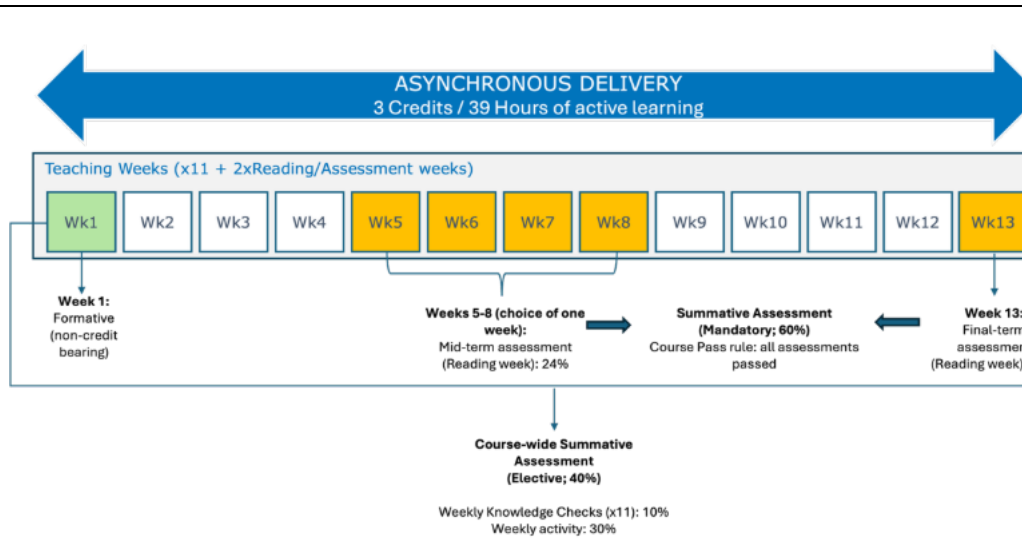 ASYNCHRONOUS DELIVERY
3 Credits / 39 Hours of active learning
Teaching Weeks (x11 + 2xReading/Assessment weeks)
Wk1 Wk2 Wk3 Wk4 Wk5 Wk6 Wk7 Wk8 Wk9 Wk10 Wk11 Wk12 Wk13
Week 1:
Formative
(non-credit
bearing)
Weeks 5-8 (choice of one
week):
Mid-term assessment
(Reading week): 24%
Summative Assessment
(Mandatory; 60%)
Course Pass rule: all assessments
passed
Week 13:
Final-term
assessment
(Reading week)
Course-wide Summative
Assessment
(Elective; 40%)
Weekly Knowledge Checks (x11): 10%
Weekly activity: 30%